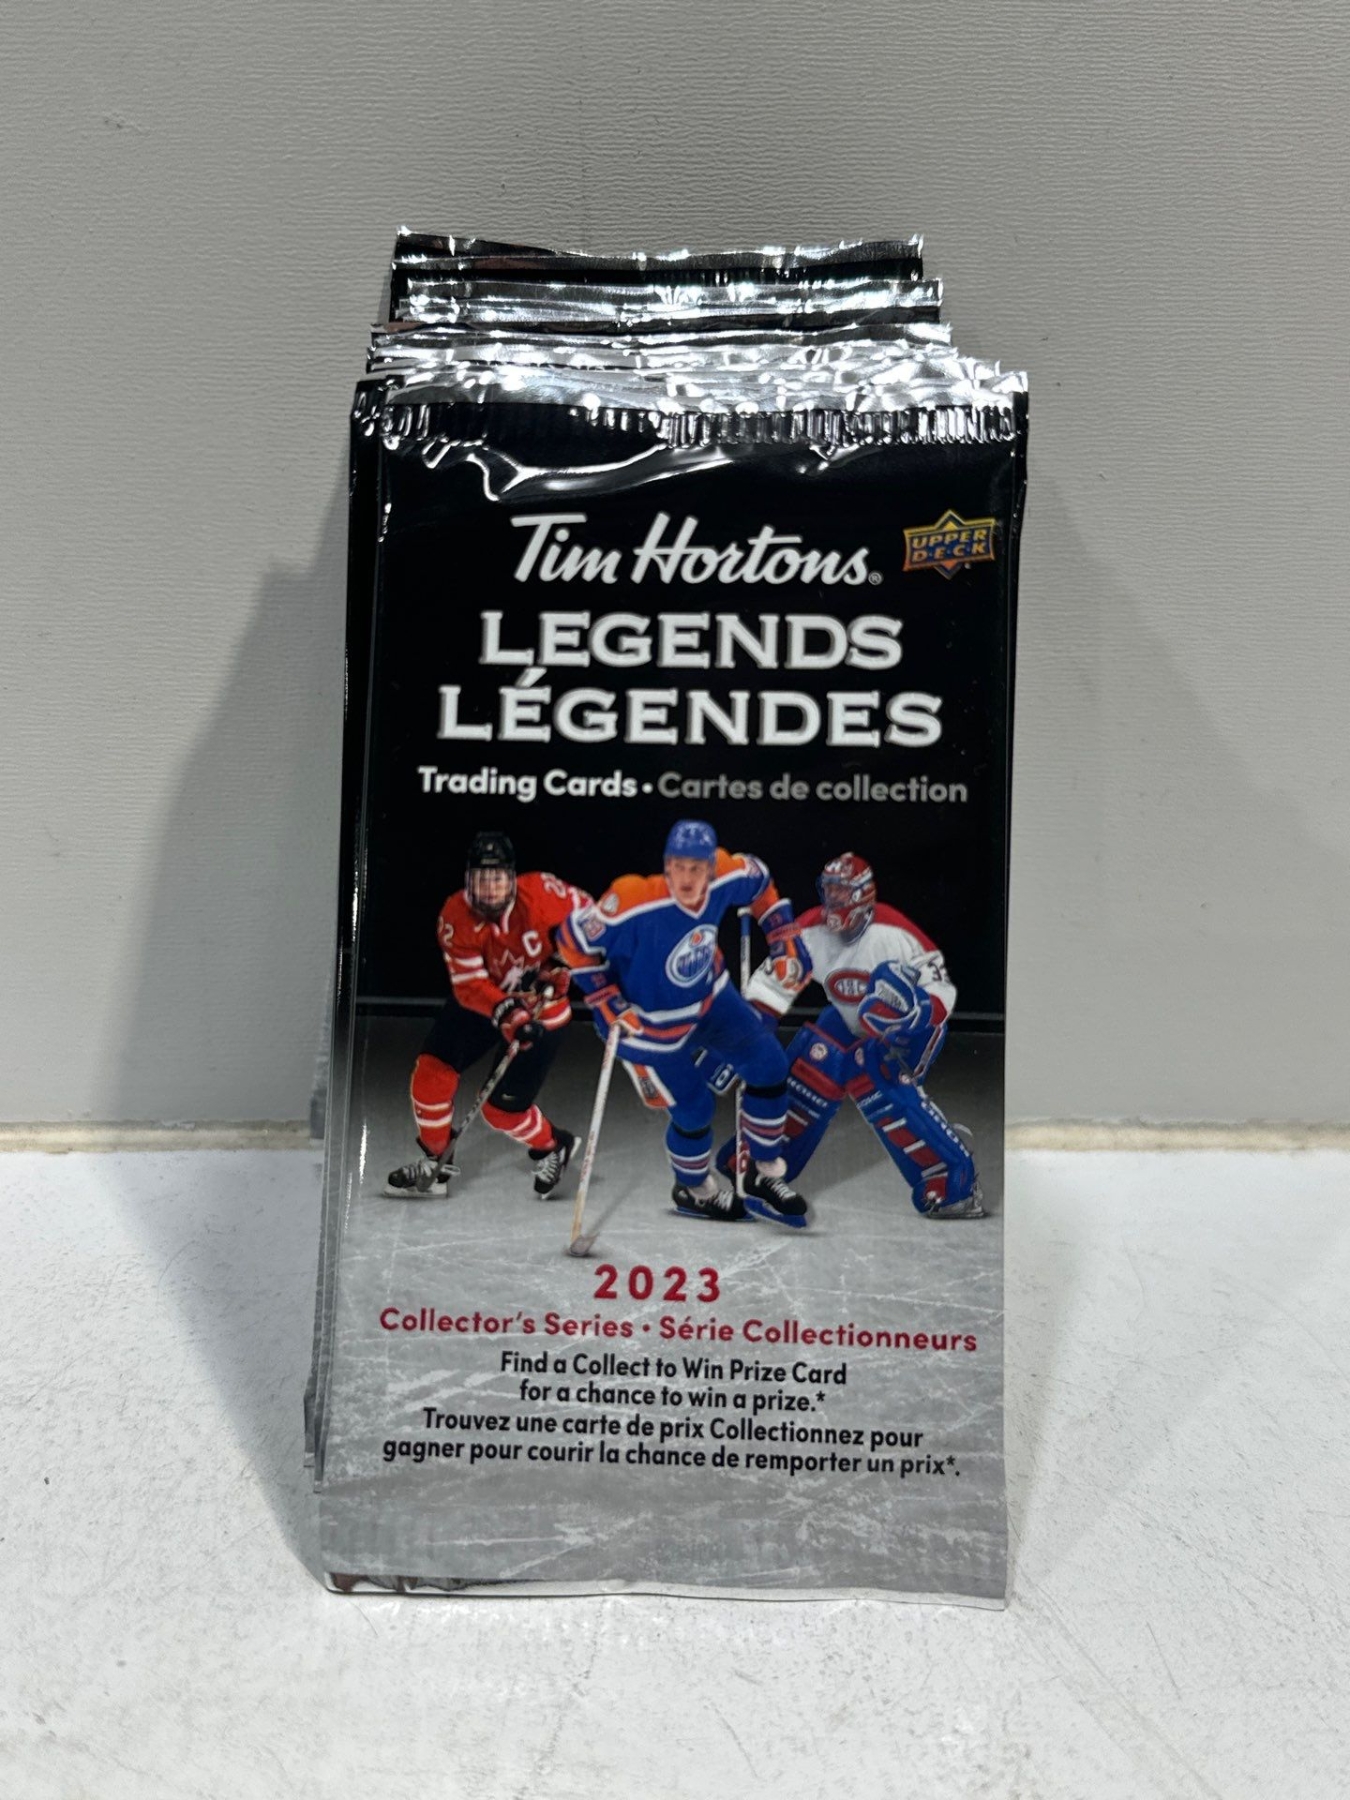 Tim Hortons®
UPPER
D·E·C·K
LEGENDS
LÉGENDES
Trading Cards • Cartes de collection
C
2023
Collector's Series • Série Collectionneurs
Find a Collect to Win Prize Card
for a chance to win a prize.*
Trouvez une carte de prix Collectionnez pour
gagner pour courir la chance de remporter un prix*.